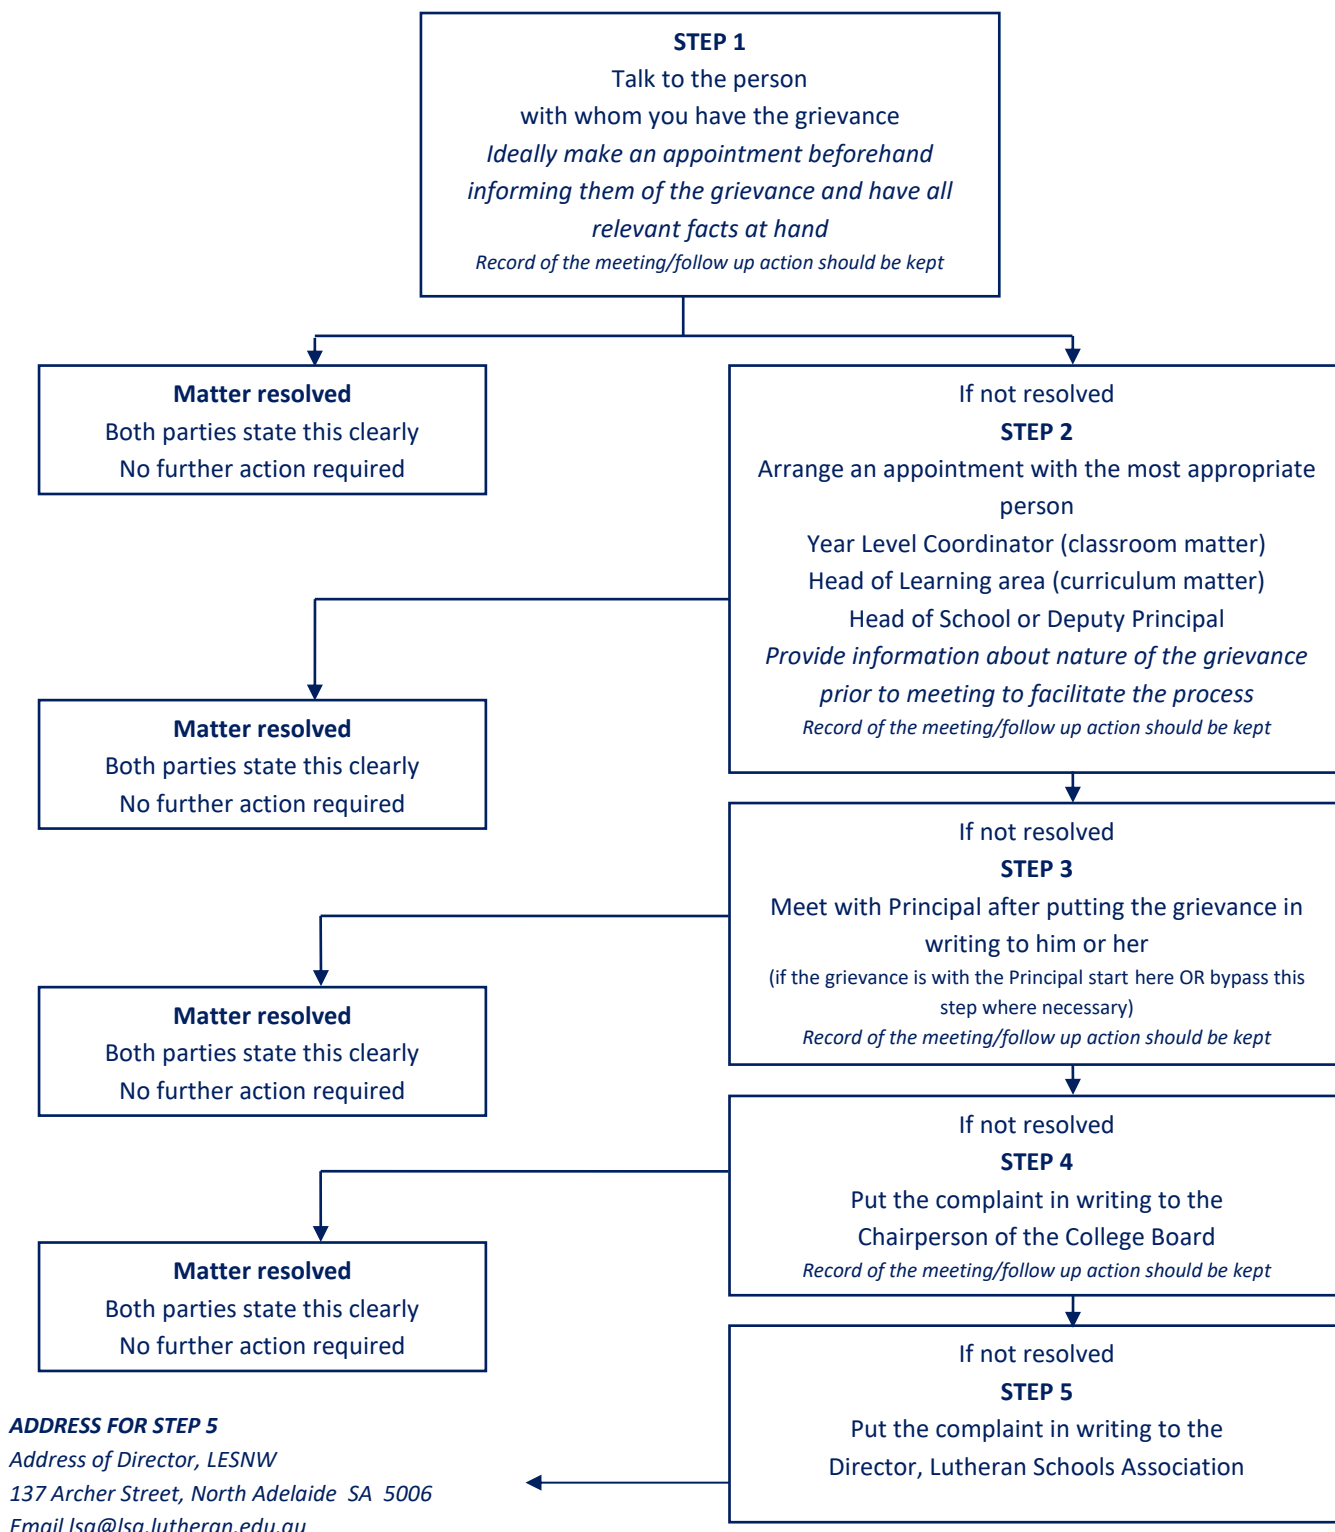 STEP 1
Talk to the person
with whom you have the grievance
Ideally make an appointment beforehand
informing them of the grievance and have all
relevant facts at hand
Record of the meeting/follow up action should be kept
Matter resolved
Both parties state this clearly
No further action required
If not resolved
STEP 2
Arrange an appointment with the most appropriate
person
Year Level Coordinator (classroom matter)
Head of Learning area (curriculum matter)
Head of School or Deputy Principal
Provide information about nature of the grievance
prior to meeting to facilitate the process
Record of the meeting/follow up action should be kept
Matter resolved
Both parties state this clearly
No further action required
If not resolved
STEP 3
Meet with Principal after putting the grievance in
writing to him or her
(if the grievance is with the Principal start here OR bypass this
step where necessary)
Record of the meeting/follow up action should be kept
Matter resolved
Both parties state this clearly
No further action required
If not resolved
STEP 4
Put the complaint in writing to the
Chairperson of the College Board
Record of the meeting/follow up action should be kept
Matter resolved
Both parties state this clearly
No further action required
If not resolved
STEP 5
Put the complaint in writing to the
Director, Lutheran Schools Association
ADDRESS FOR STEP 5
Address of Director, LESNW
137 Archer Street, North Adelaide SA 5006
Email lsa@lsa.lutheran.edu.au